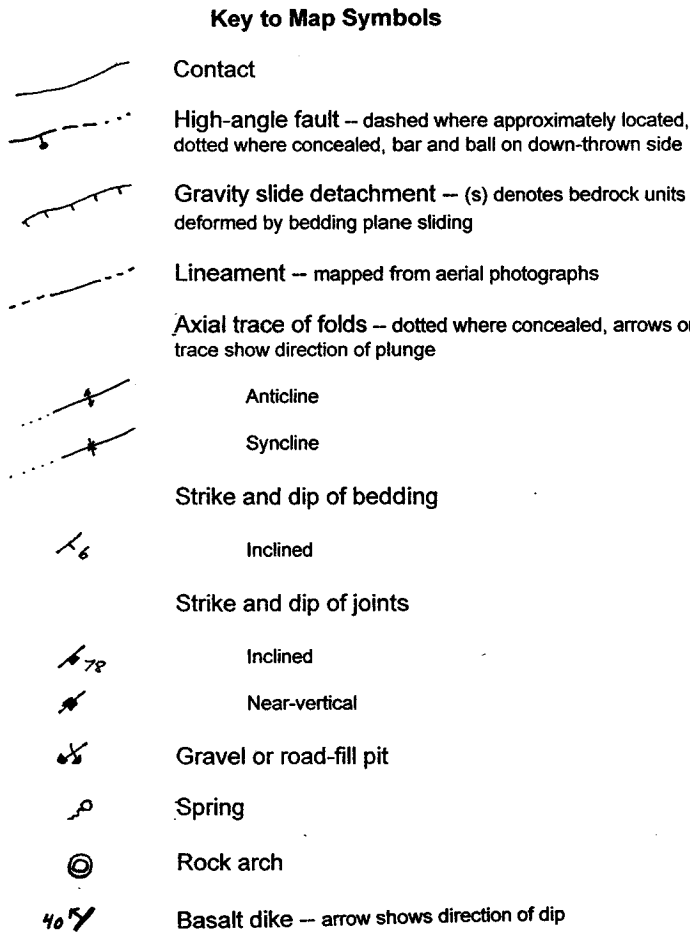 Key to Map Symbols
Contact
High-angle fault – dashed where approximately located,
dotted where concealed, bar and ball on down-thrown side
Gravity slide detachment – (s) denotes bedrock units
deformed by bedding plane sliding
Lineament – mapped from aerial photographs
Axial trace of folds – dotted where concealed, arrows
trace show direction of plunge
Anticline
Syncline
Strike and dip of bedding
6
Inclined
Strike and dip of joints
78
Inclined
Near-vertical
Gravel or road-fill pit
Spring
Rock arch
40
Basalt dike – arrow shows direction of dip